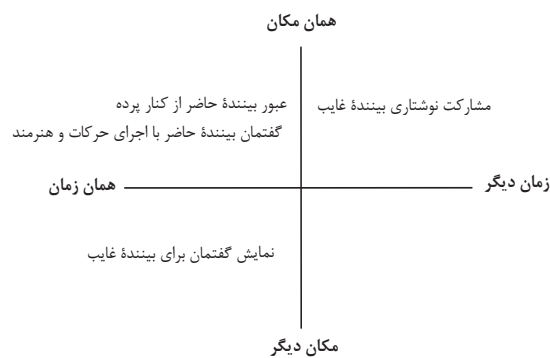 همان مکان
مشارکت نوشتاری بینندهٔ غایب
عبور بینندهٔ حاضر از کنار پرده
گفتمان بینندهٔ حاضر با اجرای حرکات و هنرمند
زمان دیگر
همان زمان
نمایش گفتمان برای بینندهٔ غایب
مکان دیگر